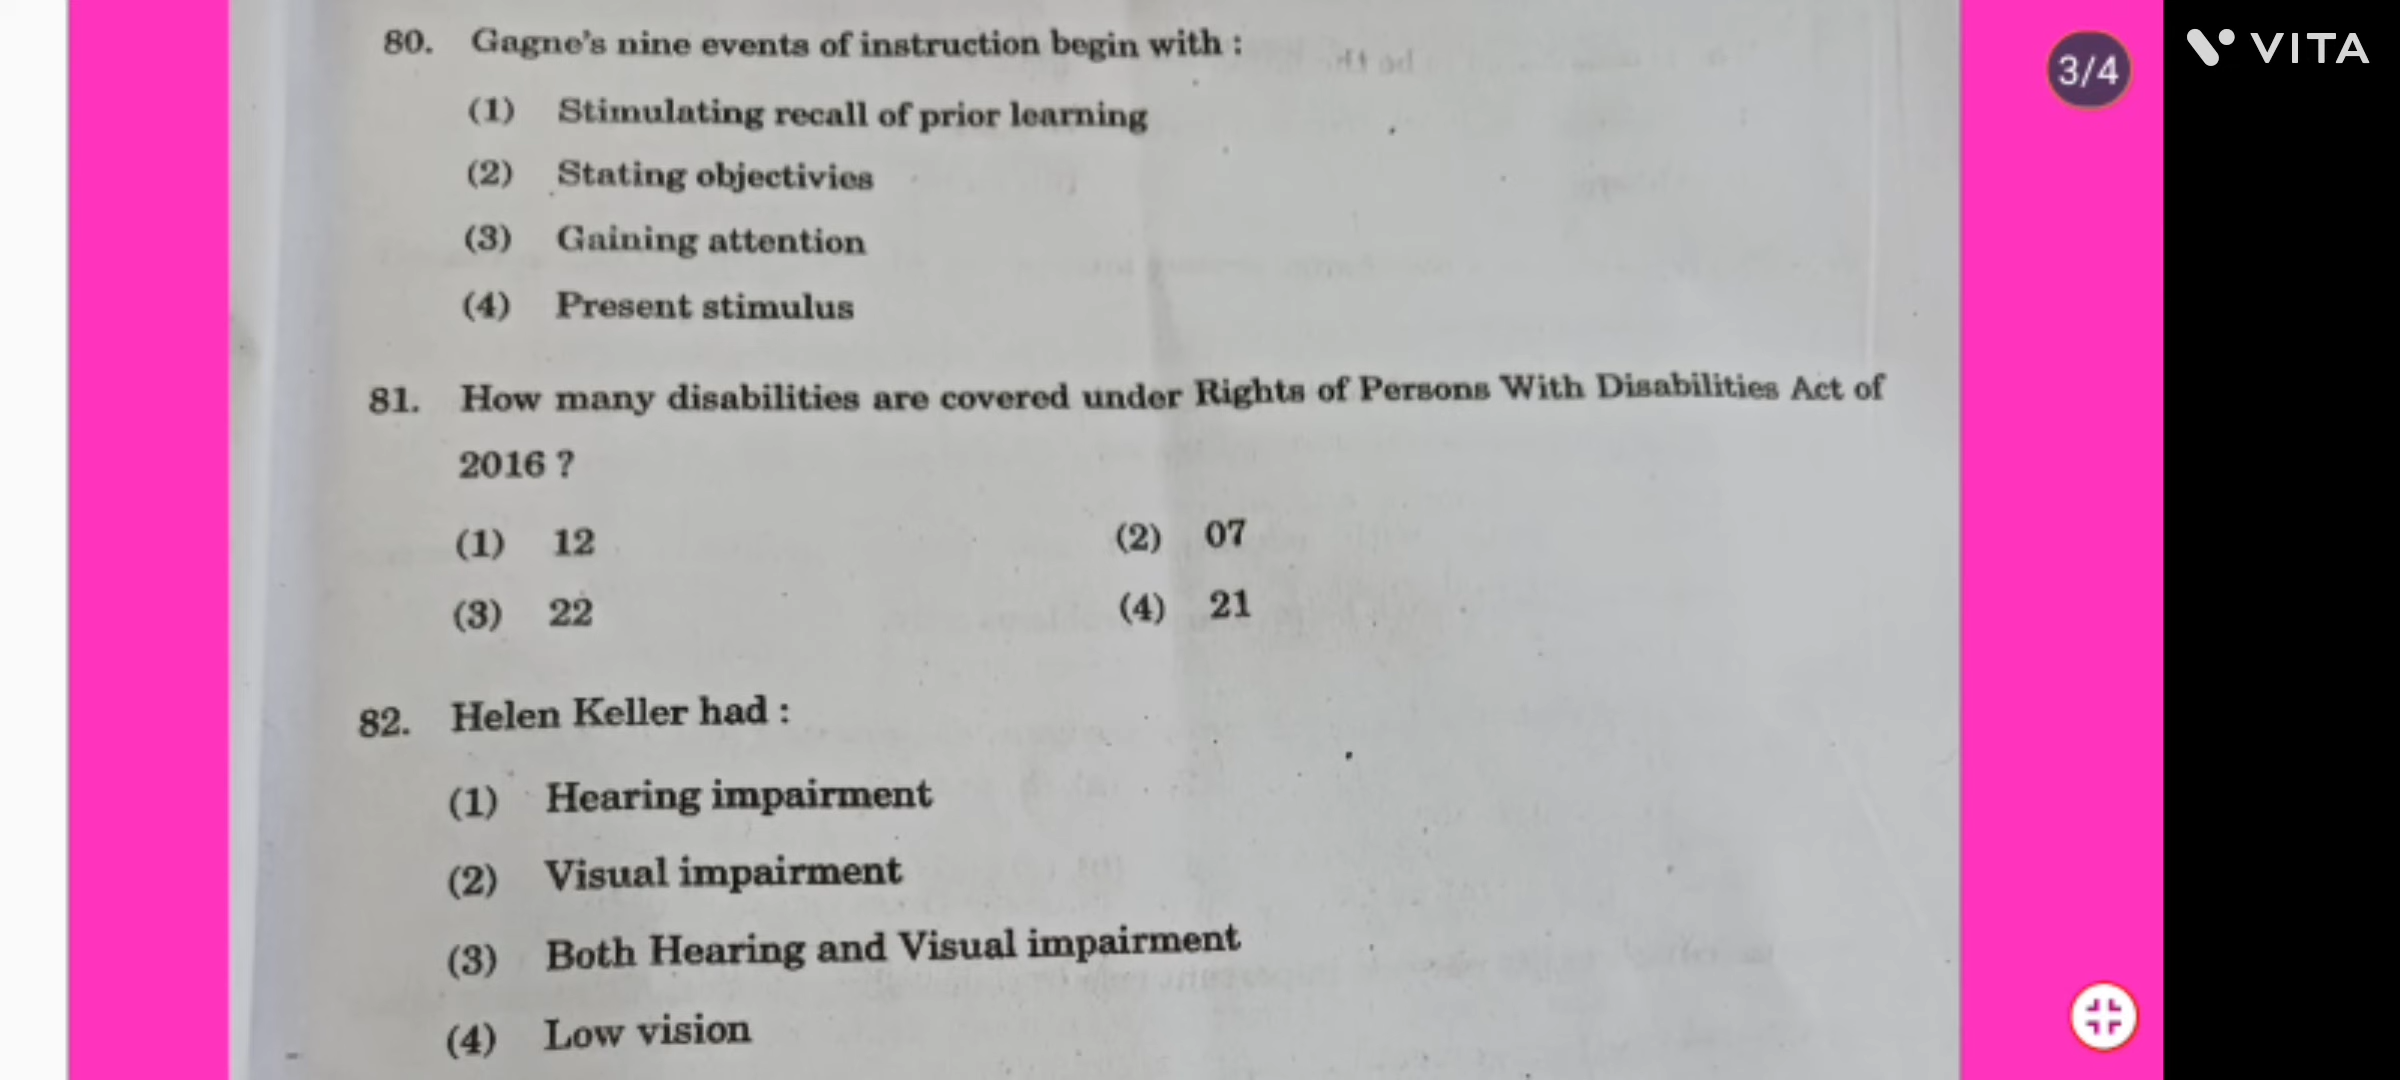 80. Gagne's nine events of instruction begin with :
(1) Stimulating recall of prior learning
(2) Stating objectivies
(3) Gaining attention
(4) Present stimulus
81. How many disabilities are covered under Rights of Persons With Disabilities Act of
2016 ?
(1) 12 (2) 07
(3) 22 (4) 21
82. Helen Keller had :
(1) Hearing impairment
(2) Visual impairment
(3) Both Hearing and Visual impairment
(4) Low vision
3/4
VITA